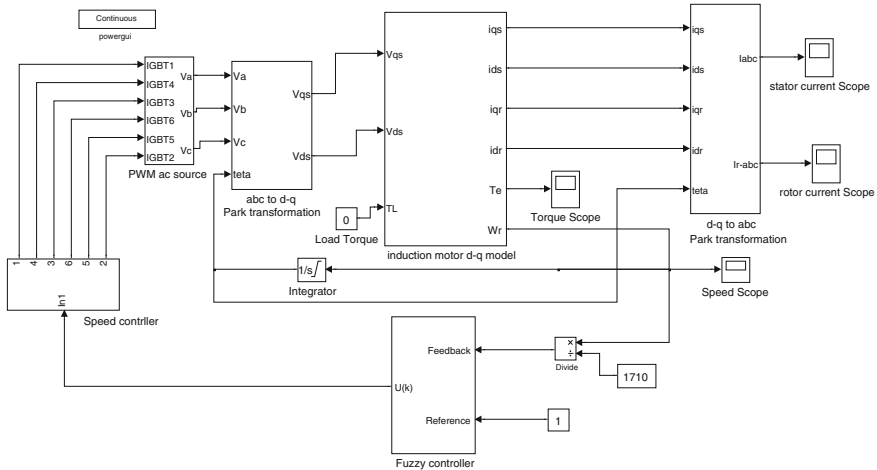 Continuous
powergui
IGBT1
IGBT4
IGBT3
IGBT6
IGBT5
IGBT2
Va
Vb
Vc
PWM ac source
Va
Vb
Vc
teta
Vqs
Vds
abc to d-q
Park transformation
Vqs
Vds
TL
iqs
ids
iqr
idr
Te
Wr
induction motor d-q model
0
Load Torque
Torque Scope
iqs
ids
iqr
idr
teta
Iabc
Ir-abc
d-q to abc
Park transformation
stator current Scope
rotor current Scope
Speed Scope
1/s
Integrator
1
4
3
6
5
2
In1
Speed contrller
Feedback
U(k)
Reference
Fuzzy controller
×
÷
Divide
1710
1